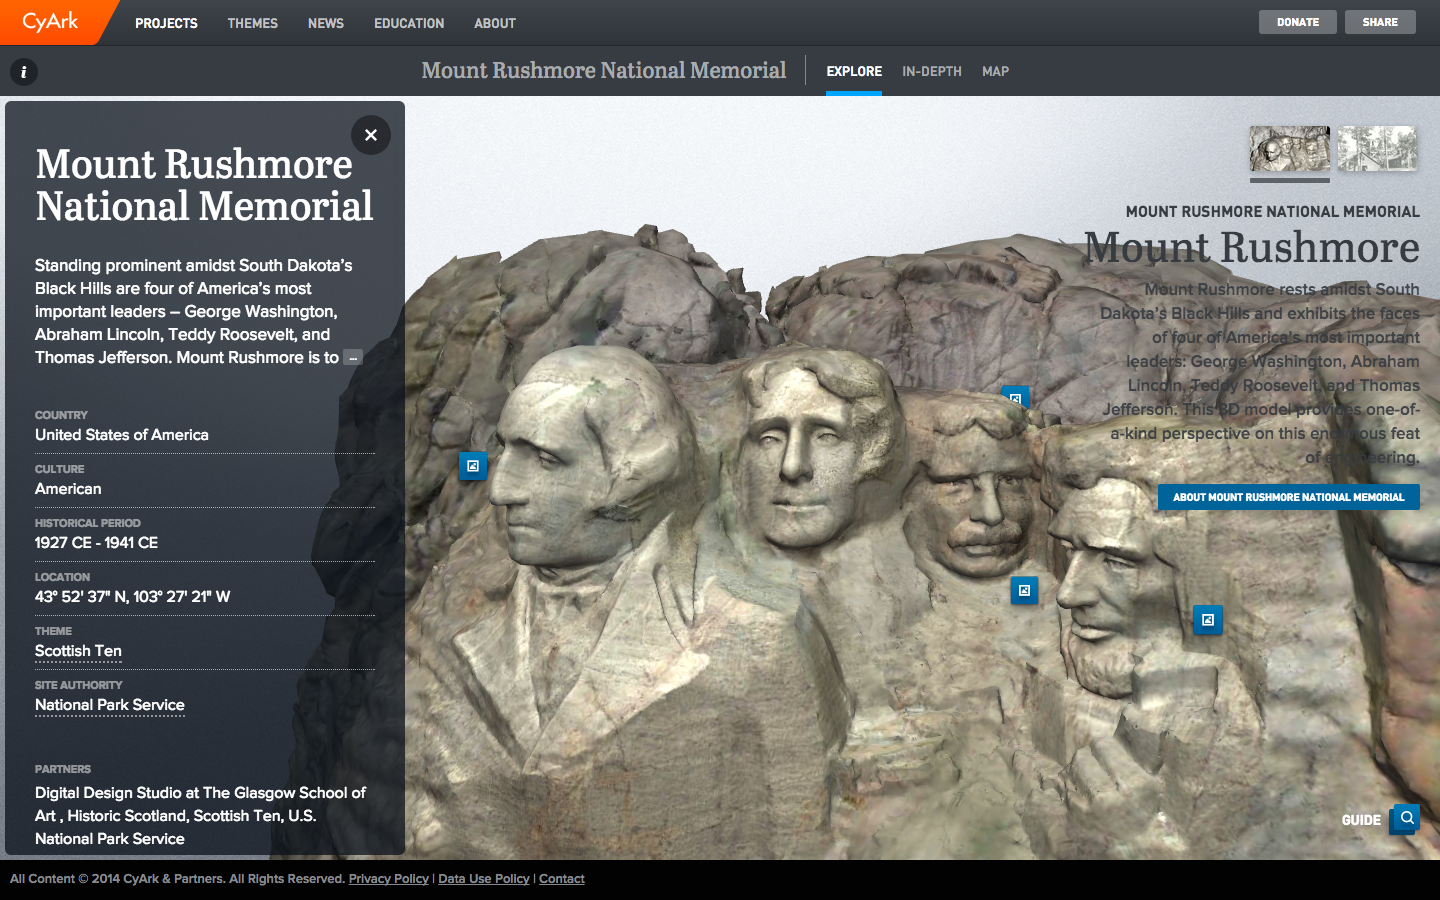 CyArk
PROJECTS THEMES NEWS EDUCATION ABOUT
DONATE SHARE
i
Mount Rushmore National Memorial
EXPLORE IN-DEPTH MAP
Mount Rushmore
National Memorial
Standing prominent amidst South Dakota's
Black Hills are four of America's most
important leaders – George Washington,
Abraham Lincoln, Teddy Roosevelt, and
Thomas Jefferson. Mount Rushmore is to ...
COUNTRY
United States of America
CULTURE
American
HISTORICAL PERIOD
1927 CE - 1941 CE
LOCATION
43° 52' 37" N, 103° 27' 21" W
THEME
Scottish Ten
SITE AUTHORITY
National Park Service
PARTNERS
Digital Design Studio at The Glasgow School of
Art , Historic Scotland, Scottish Ten, U.S.
National Park Service
MOUNT RUSHMORE NATIONAL MEMORIAL
Mount Rushmore
Mount Rushmore rests amidst South
Dakota's Black Hills and exhibits the faces
of four of America's most important
leaders: George Washington, Abraham
Lincoln, Teddy Roosevelt, and Thomas
Jefferson. This 3D model provides one-of-
a-kind perspective on this enormous feat
of engineering.
ABOUT MOUNT RUSHMORE NATIONAL MEMORIAL
GUIDE
All Content © 2014 CyArk & Partners. All Rights Reserved. Privacy Policy | Data Use Policy | Contact